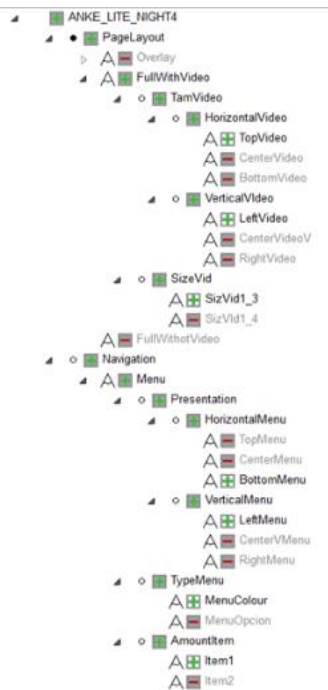 ANKE_LITE_NIGHT4
PageLayout
Overlay
FullWithVideo
TamVideo
HorizontalVideo
TopVideo
CenterVideo
BottomVideo
VerticalVIdeo
LeftVideo
CenterVideoV
RightVideo
SizeVid
SizVid1_3
SizVId1_4
FullWithotVideo
Navigation
Menu
Presentation
HorizontalMenu
TopMenu
CenterMenu
BottomMenu
VerticalMenu
LeftMenu
CenterVMenu
RightMenu
TypeMenu
MenuColour
MenuOpcion
AmountItem
Item1
Item2